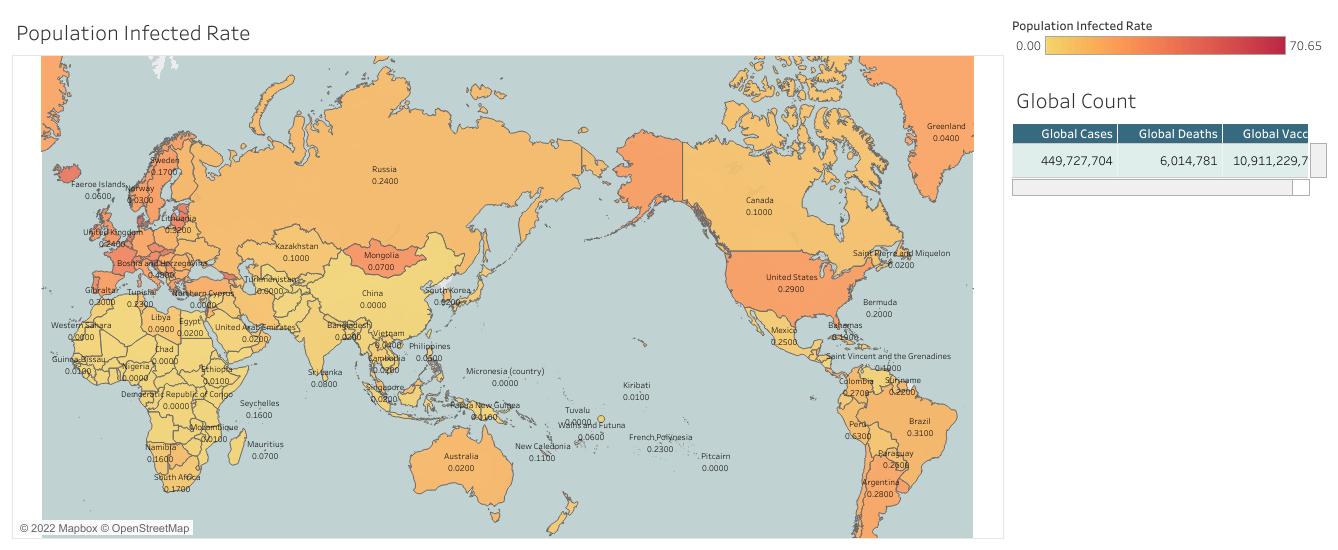 Population Infected Rate
Population Infected Rate
0.00
70.65
Global Count
Global Cases
Global Deaths
Global Vacc
449,727,704
6,014,781
10,911,229,7
Greenland
0.0400
Sweden
0.1700
Russia
0.2400
Faeroe Islands
0.0600
Norway
0.0300
Canada
0.1000
Lithuania
0.3200
United Kingdom
0.2400
Kazakhstan
0.1000
Mongolia
0.0700
Saint Pierre and Miquelon
0.0200
Bosnia and Herzegovina
0.4800
United States
0.2900
Turkmenistan
0.0000
Gibraltar
0.3000
Tunisia
0.2300
Northern Cyprus
0.0000
China
0.0000
South Korea
0.0200
Bermuda
0.2000
Libya
0.0900
Egypt
0.0200
Western Sahara
0.0000
United Arab Emirates
0.0200
Bangladesh
0.0200
Vietnam
0.0400
Mexico
0.2500
Bahamas
0.1900
Chad
0.0000
Philippines
0.0500
Guinea-Bissau
0.0100
Nigeria
0.0000
Ethiopia
0.0100
Sri Lanka
0.0800
Cambodia
0.0200
Micronesia (country)
0.0000
Saint Vincent and the Grenadines
0.1000
Kiribati
0.0100
Singapore
0.0200
Colombia
0.2700
Suriname
0.2200
Democratic Republic of Congo
0.0000
Seychelles
0.1600
Papua New Guinea
0.0100
Tuvalu
0.0000
Wallis and Futuna
0.0600
Peru
0.6300
Brazil
0.3100
Mozambique
0.0100
French Polynesia
0.2300
Mauritius
0.0700
New Caledonia
0.1100
Namibia
0.1600
Australia
0.0200
Pitcairn
0.0000
Paraguay
0.2600
South Africa
0.1700
Argentina
0.2800
© 2022 Mapbox © OpenStreetMap